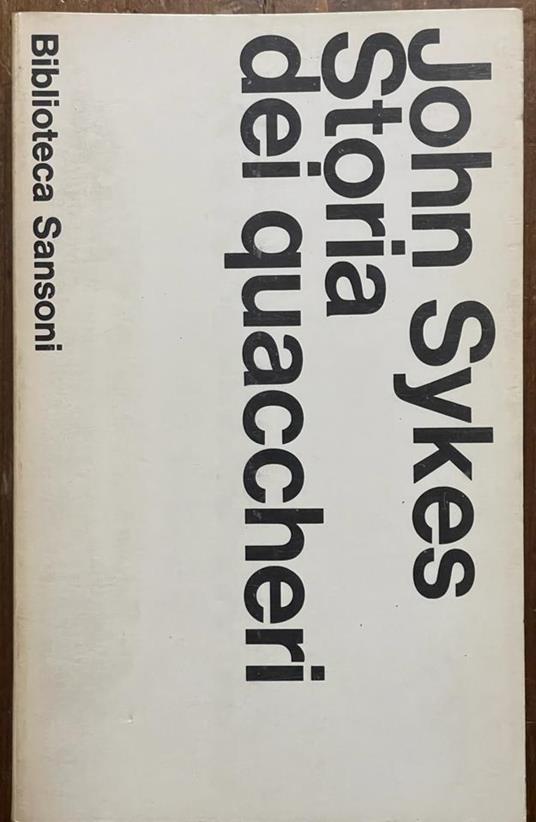 John Sykes
Storia
dei quaccheri
Biblioteca Sansoni